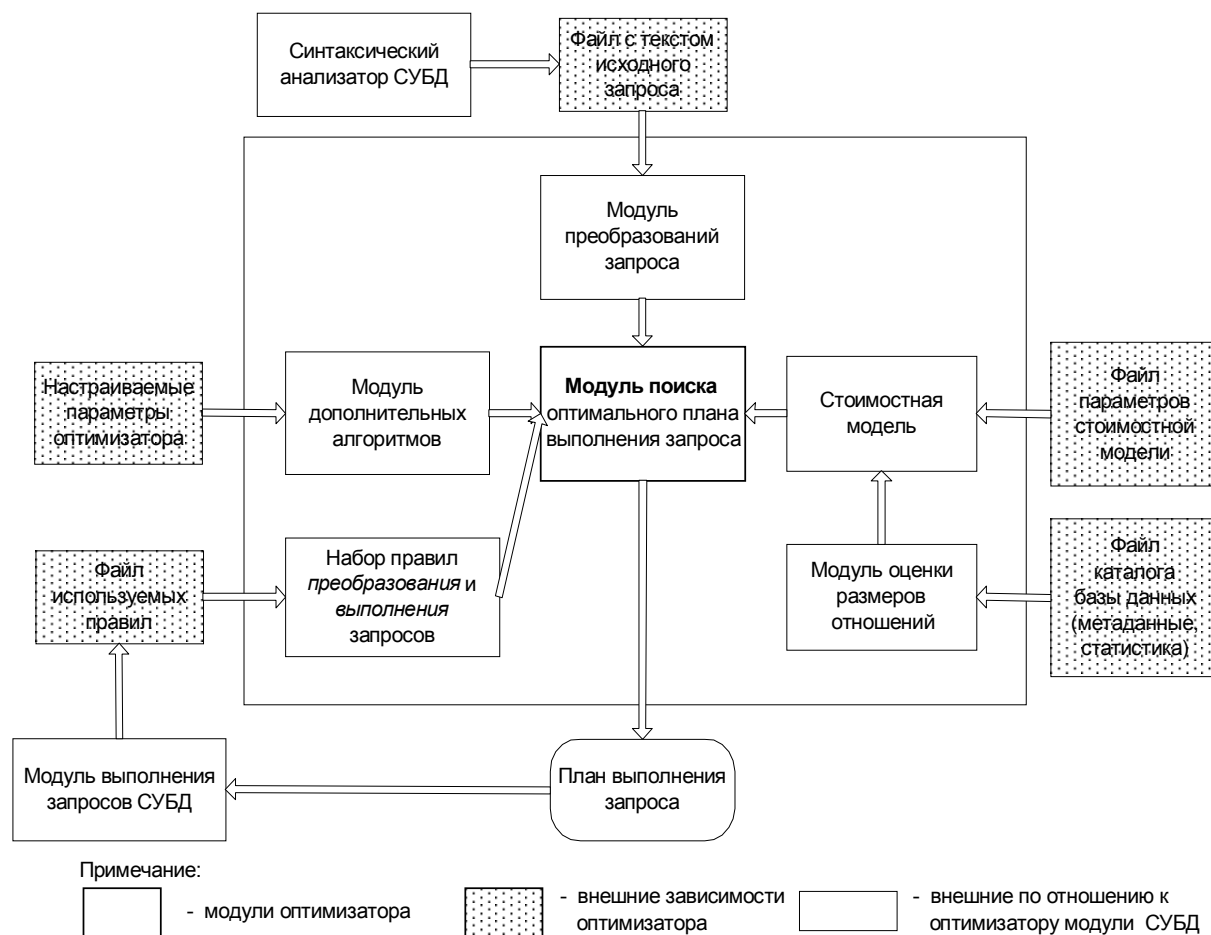 Синтаксический
анализатор СУБД
Файл с текстом
исходного
запроса
Модуль
преобразований
запроса
Настраиваемые
параметры
оптимизатора
Модуль
дополнительных
алгоритмов
Модуль поиска
оптимального плана
выполнения запроса
Стоимостная
модель
Файл
параметров
стоимостной
модели
Файл
используемых
правил
Набор правил
преобразования и
выполнения
запросов
Модуль оценки
размеров
отношений
Файл
каталога
базы данных
(метаданные,
статистика)
Модуль выполнения
запросов СУБД
План выполнения
запроса
Примечание:
- модули оптимизатора
- внешние зависимости
оптимизатора
- внешние по отношению к
оптимизатору модули СУБД